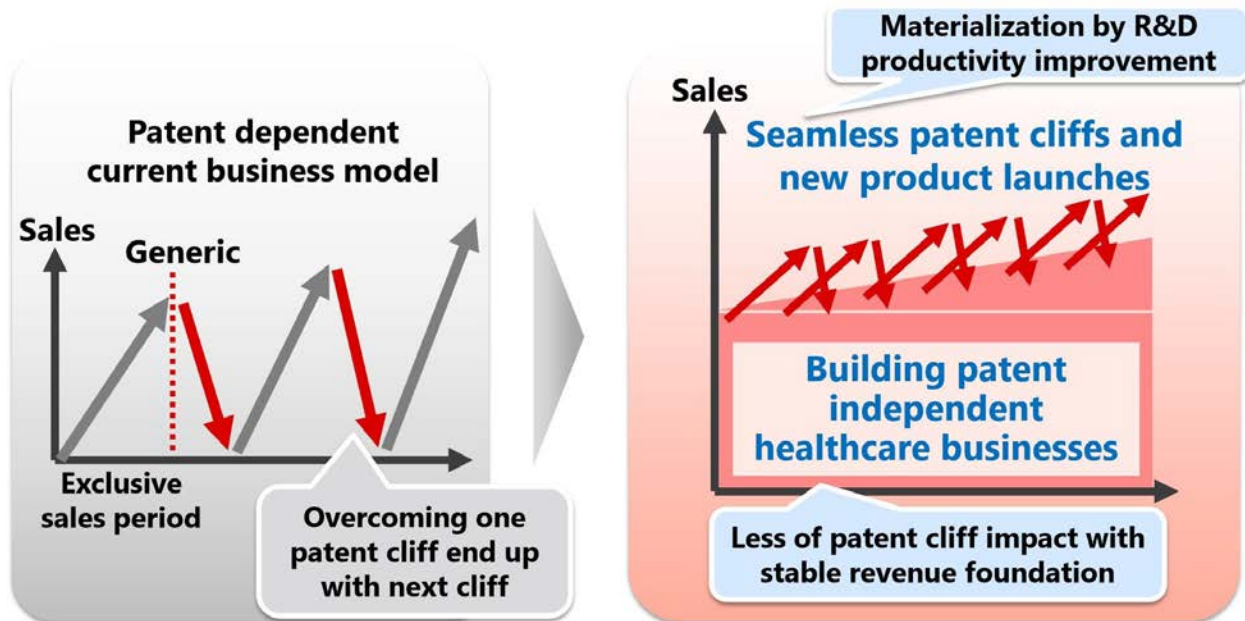 Patent dependent
current business model
Sales
Generic
Exclusive
sales period
Overcoming one
patent cliff end up
with next cliff
Materialization by R&D
productivity improvement
Sales
Seamless patent cliffs and
new product launches
Building patent
independent
healthcare businesses
Less of patent cliff impact with
stable revenue foundation